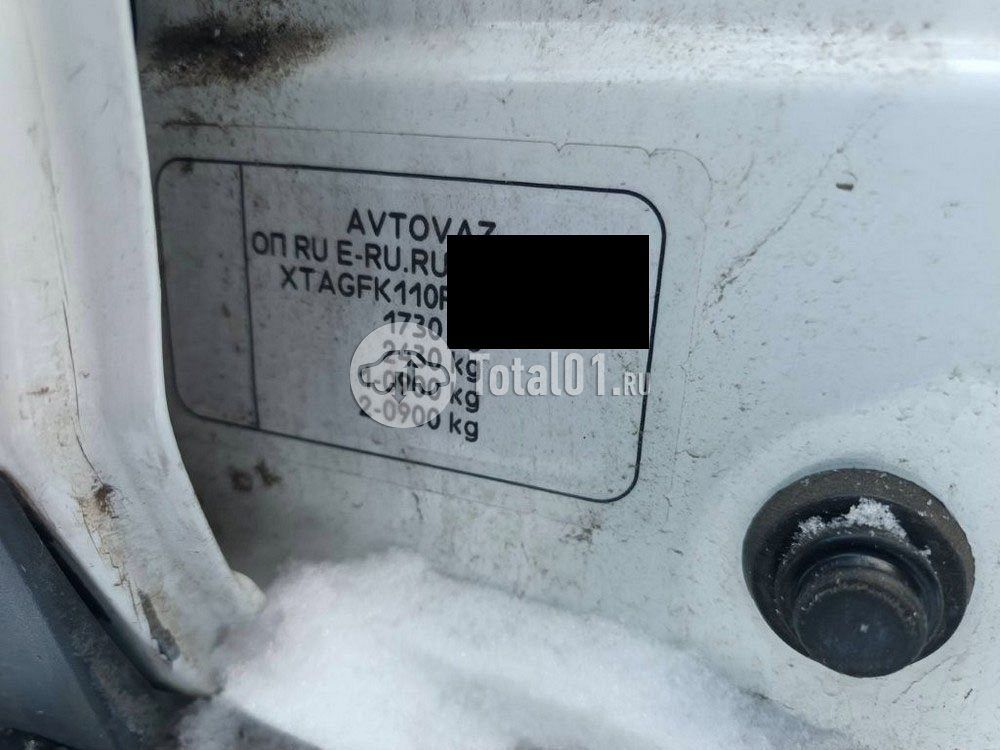 AVTOVAZ
ОП RU E-RU.RU
XTAGFK110
1730
kg
kg
2-0900 kg
Total01.ru